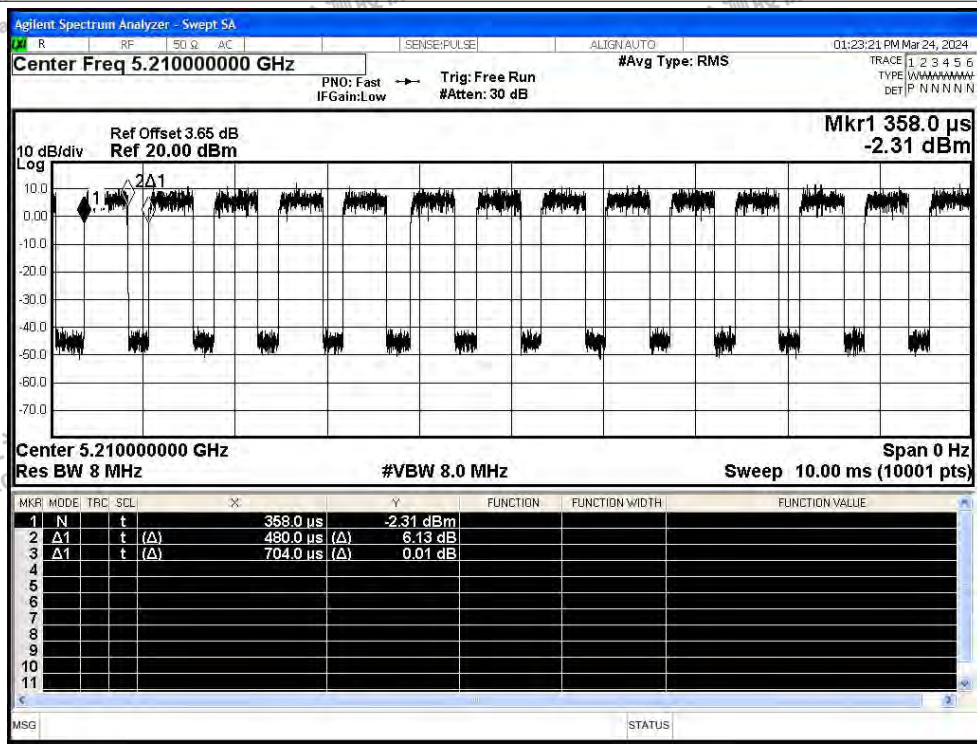 Agilent Spectrum Analyzer - Swept SA
R RF 50 Ω AC SENSE:PULSE ALIGN AUTO 01:23:21 PM Mar 24, 2024
Center Freq 5.210000000 GHz
PNO: Fast
IFGain:Low
Trig: Free Run
#Atten: 30 dB
#Avg Type: RMS
TRACE 1 2 3 4 5 6
TYPE
DET P N N N N N
Mkr1 358.0 µs
-2.31 dBm
Ref Offset 3.65 dB
10 dB/div Ref 20.00 dBm
Log
10.0
0.00
-10.0
-20.0
-30.0
-40.0
-50.0
-60.0
-70.0
1 2Δ1
Center 5.210000000 GHz Span 0 Hz
Res BW 8 MHz #VBW 8.0 MHz Sweep 10.00 ms (10001 pts)
MKR MODE TRC SCL X Y FUNCTION FUNCTION WIDTH FUNCTION VALUE
1 N t 358.0 µs -2.31 dBm
2 Δ1 t (Δ) 480.0 µs (Δ) 6.13 dB
3 Δ1 t (Δ) 704.0 µs (Δ) 0.01 dB
4
5
6
7
8
9
10
11
MSG STATUS